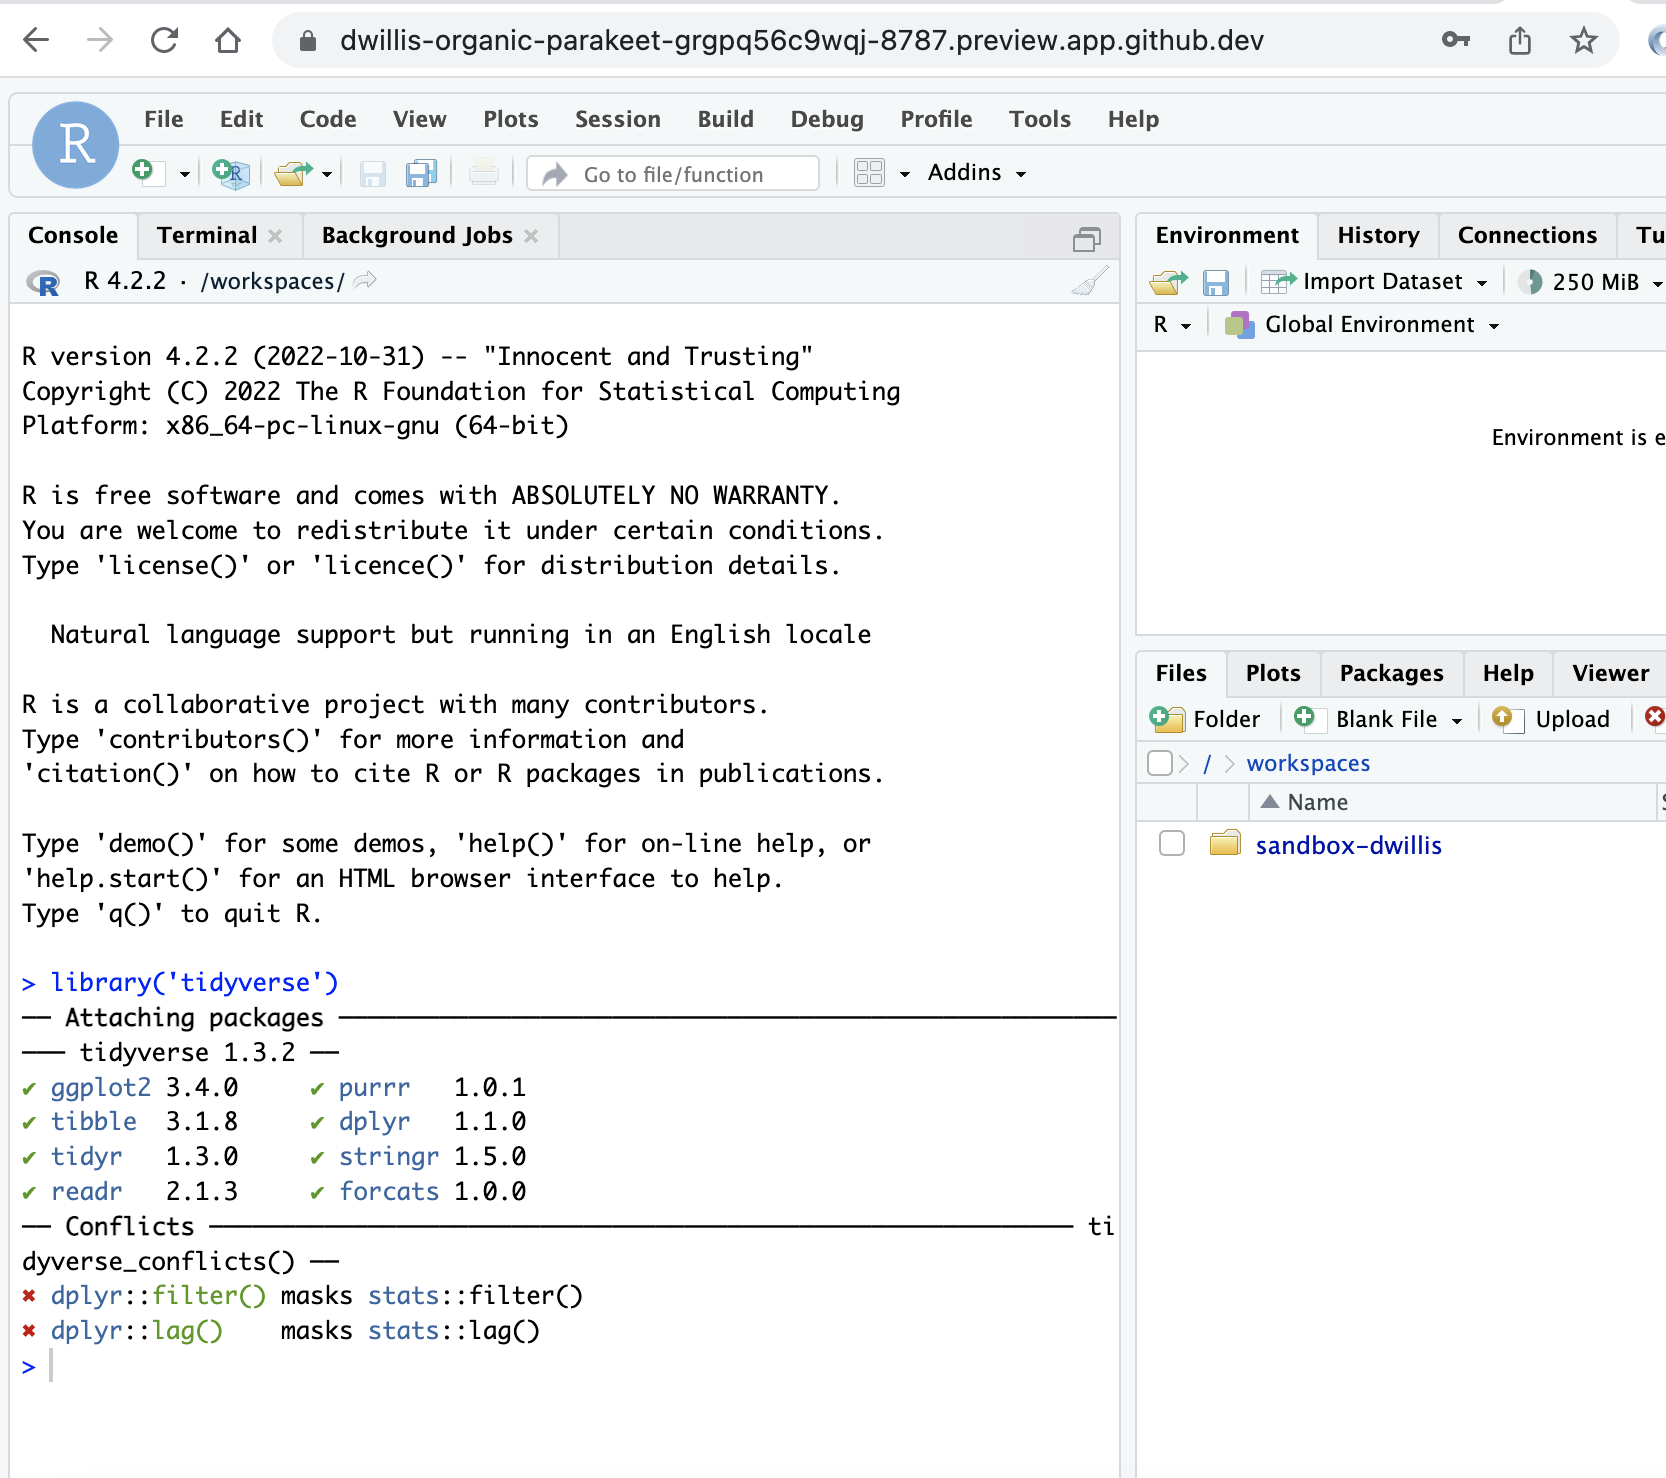 dwillis-organic-parakeet-grgpq56c9wqj-8787.preview.app.github.dev
R
File Edit Code View Plots Session Build Debug Profile Tools Help
Go to file/function Addins
Console Terminal Background Jobs
R 4.2.2 · /workspaces/
R version 4.2.2 (2022-10-31) -- "Innocent and Trusting"
Copyright (C) 2022 The R Foundation for Statistical Computing
Platform: x86_64-pc-linux-gnu (64-bit)
R is free software and comes with ABSOLUTELY NO WARRANTY.
You are welcome to redistribute it under certain conditions.
Type 'license()' or 'licence()' for distribution details.
Natural language support but running in an English locale
R is a collaborative project with many contributors.
Type 'contributors()' for more information and
'citation()' on how to cite R or R packages in publications.
Type 'demo()' for some demos, 'help()' for on-line help, or
'help.start()' for an HTML browser interface to help.
Type 'q()' to quit R.
> library('tidyverse')
── Attaching packages ──────────────────────────────────────────────────────
─── tidyverse 1.3.2 ──
✔ ggplot2 3.4.0     ✔ purrr   1.0.1
✔ tibble  3.1.8     ✔ dplyr   1.1.0
✔ tidyr   1.3.0     ✔ stringr 1.5.0
✔ readr   2.1.3     ✔ forcats 1.0.0
── Conflicts ──────────────────────────────────────────────────────────── ti
dyverse_conflicts() ──
✖ dplyr::filter() masks stats::filter()
✖ dplyr::lag()    masks stats::lag()
>
Environment History Connections Tu
Import Dataset 250 MiB
R Global Environment
Environment is e
Files Plots Packages Help Viewer
Folder Blank File Upload
/ workspaces
Name S
sandbox-dwillis